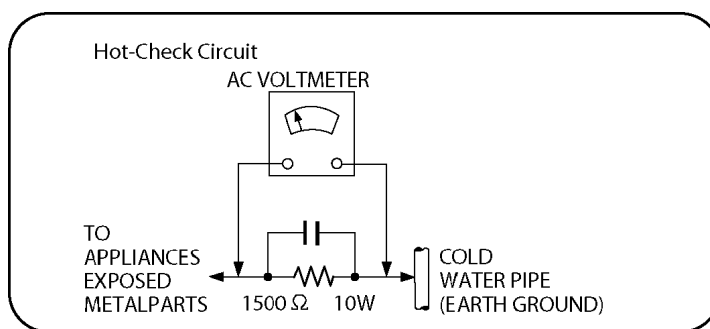 Hot-Check Circuit
AC VOLTMETER
TO
APPLIANCES
EXPOSED
METALPARTS
1500 Ω
10W
COLD
WATER PIPE
(EARTH GROUND)